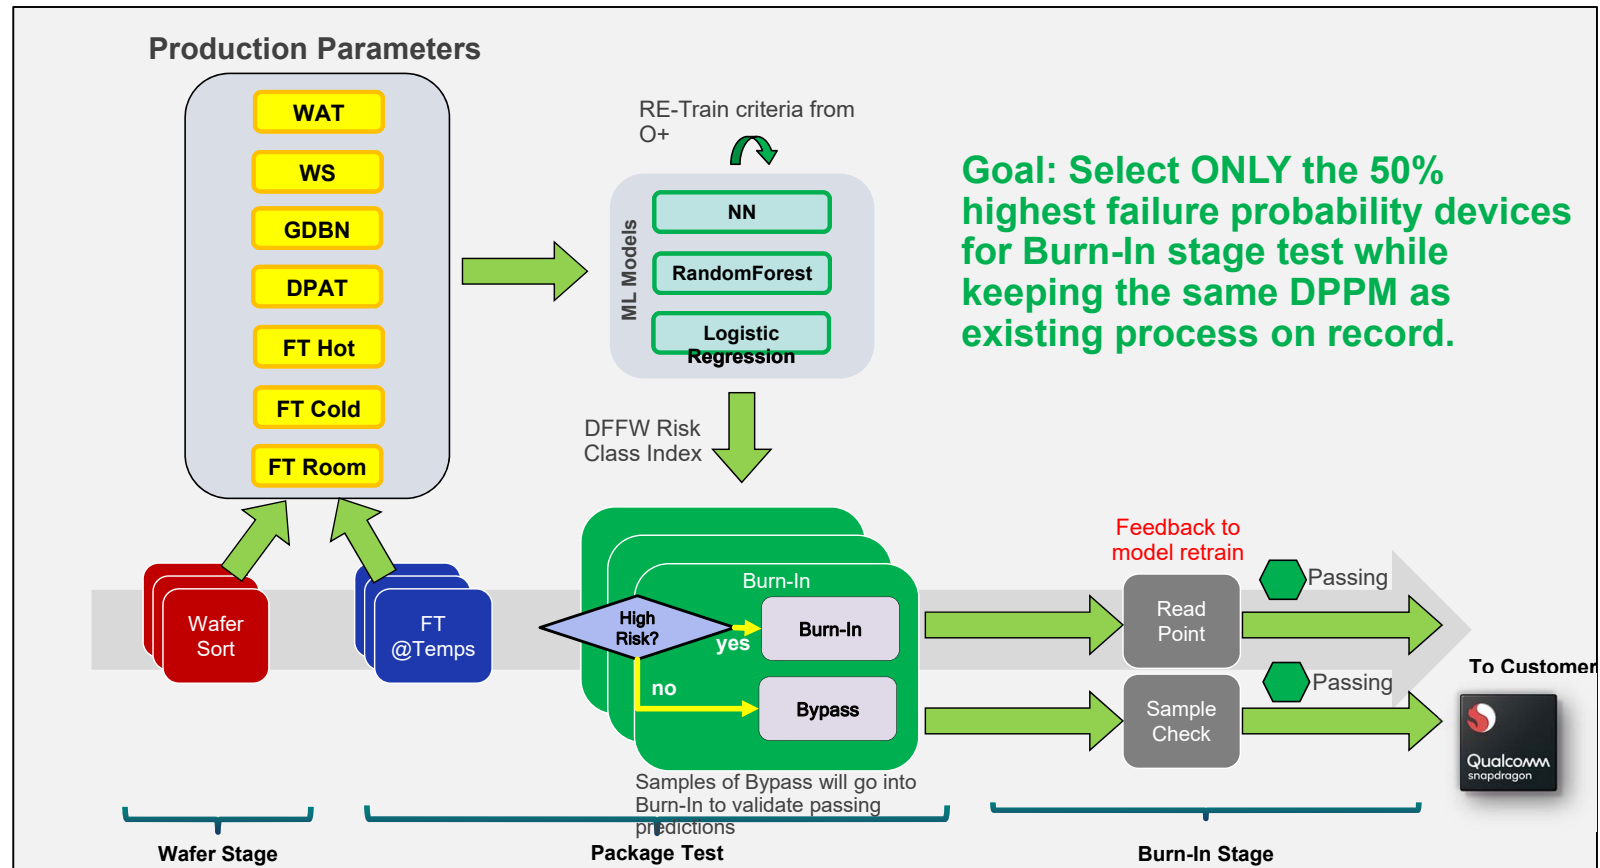 Production Parameters
WAT
WS
GDBN
DPAT
FT Hot
FT Cold
FT Room
RE-Train criteria from
O+
ML Models
NN
RandomForest
Logistic
Regression
Goal: Select ONLY the 50%
highest failure probability devices
for Burn-In stage test while
keeping the same DPPM as
existing process on record.
DFFW Risk
Class Index
Wafer
Sort
FT
@Temps
Burn-In
High
Risk?
yes
no
Burn-In
Bypass
Samples of Bypass will go into
Burn-In to validate passing
predictions
Feedback to
model retrain
Read
Point
Passing
Sample
Check
Passing
To Customer
Qualcomm
snapdragon
Wafer Stage
Package Test
Burn-In Stage